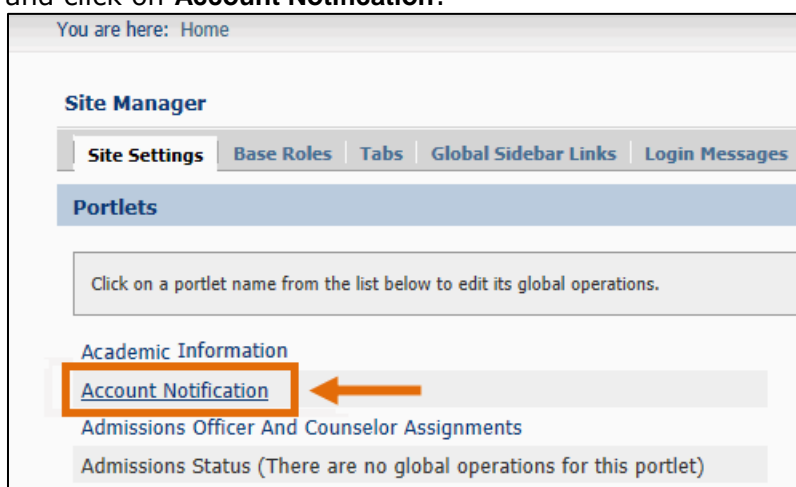 and click on Account Notification.
You are here: Home
Site Manager
Site Settings Base Roles Tabs Global Sidebar Links Login Messages
Portlets
Click on a portlet name from the list below to edit its global operations.
Academic Information
Account Notification
Admissions Officer And Counselor Assignments
Admissions Status (There are no global operations for this portlet)